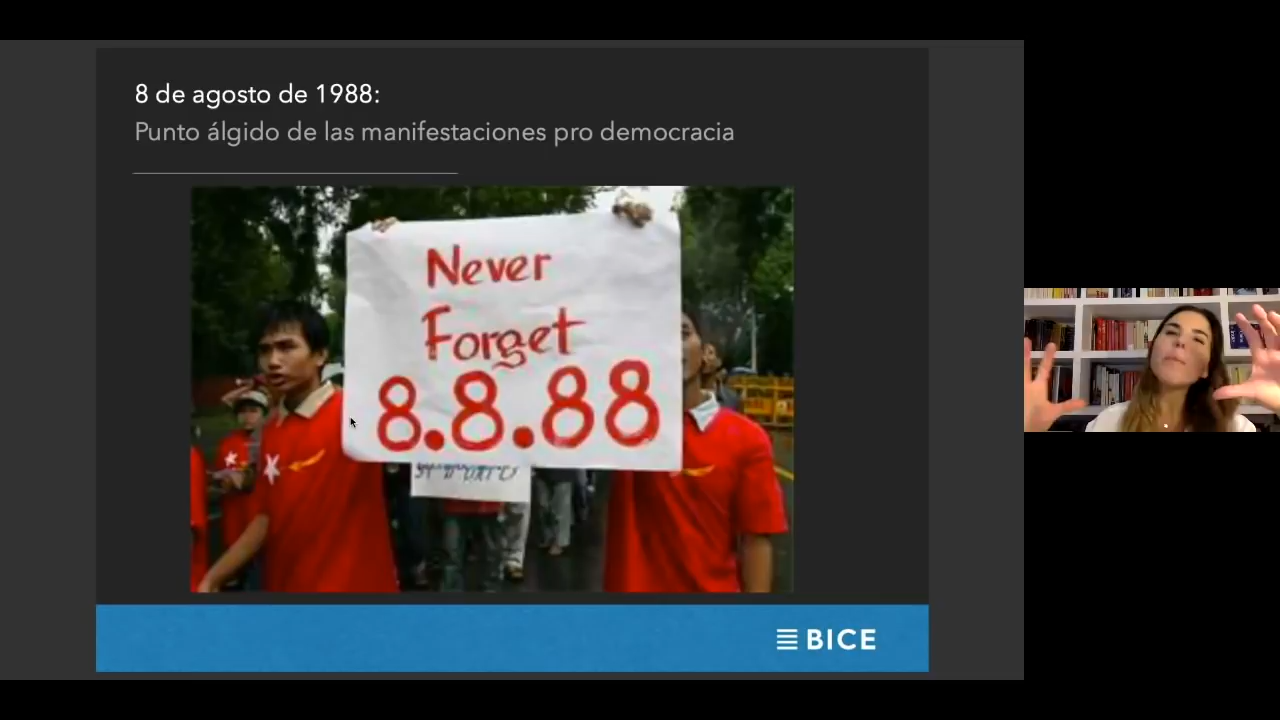 8 de agosto de 1988:
Punto álgido de las manifestaciones pro democracia
Never
Forget
8.8.88
BICE